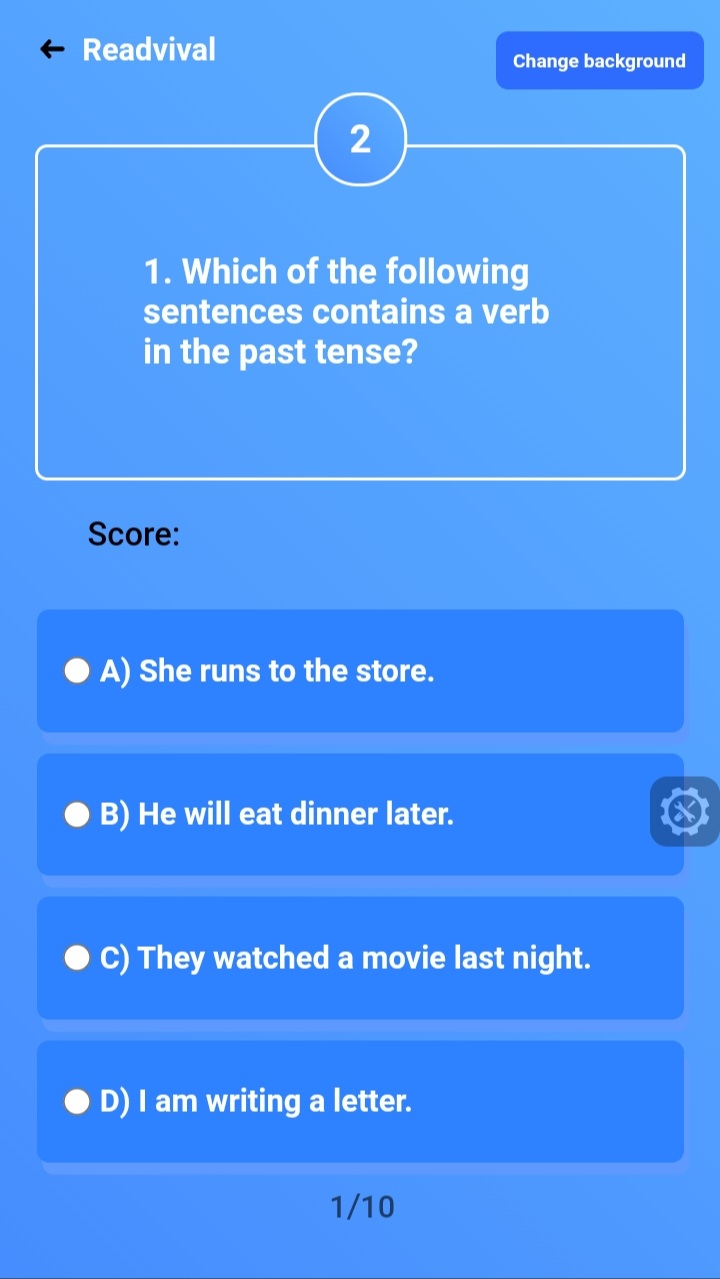 Readvival
Change background
2
1. Which of the following
sentences contains a verb
in the past tense?
Score:
A) She runs to the store.
B) He will eat dinner later.
C) They watched a movie last night.
D) I am writing a letter.
1/10